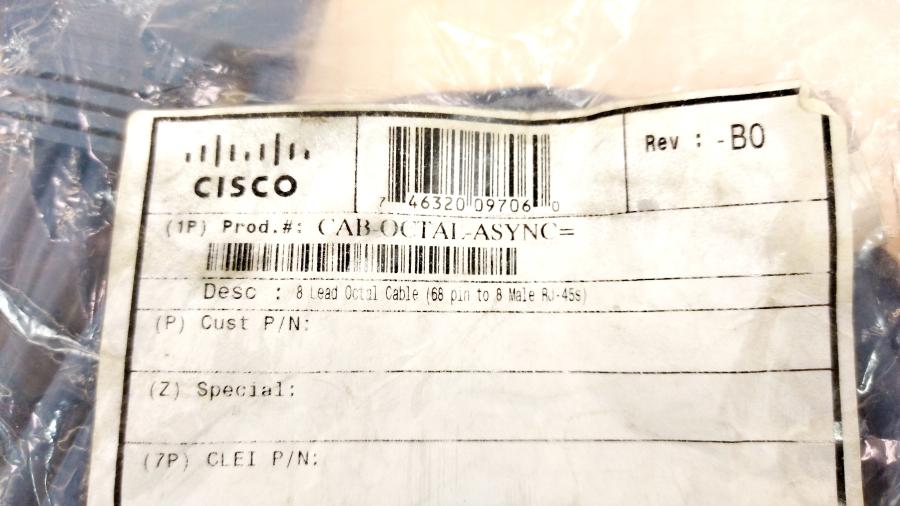 CISCO
7 46320 09706 0
Rev : -B0
(1P) Prod.#: CAB-OCTAL-ASYNC=
Desc : 8 Lead Octal Cable (68 pin to 8 Male RJ-45s)
(P) Cust P/N:
(Z) Special:
(7P) CLEI P/N: